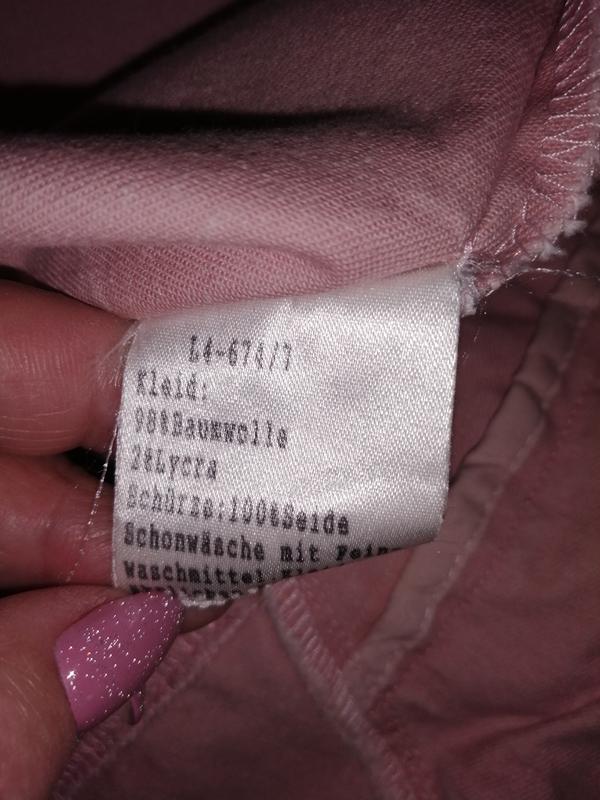 L4-674/7
Kleid:
98%Baumwolle
2%Lycra
Schürze:100%Seide
Schonwäsche mit Fein
Waschmittel